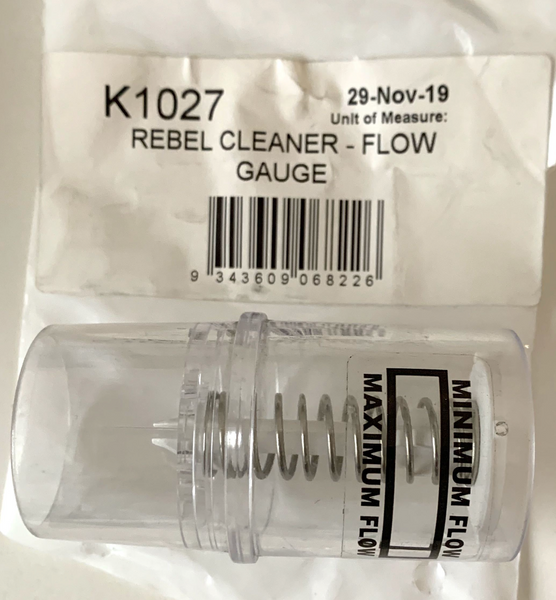 K1027
29-Nov-19
Unit of Measure:
REBEL CLEANER - FLOW
GAUGE
9 343609 068226
MAXIMUM FLOW
MINIMUM FLOW